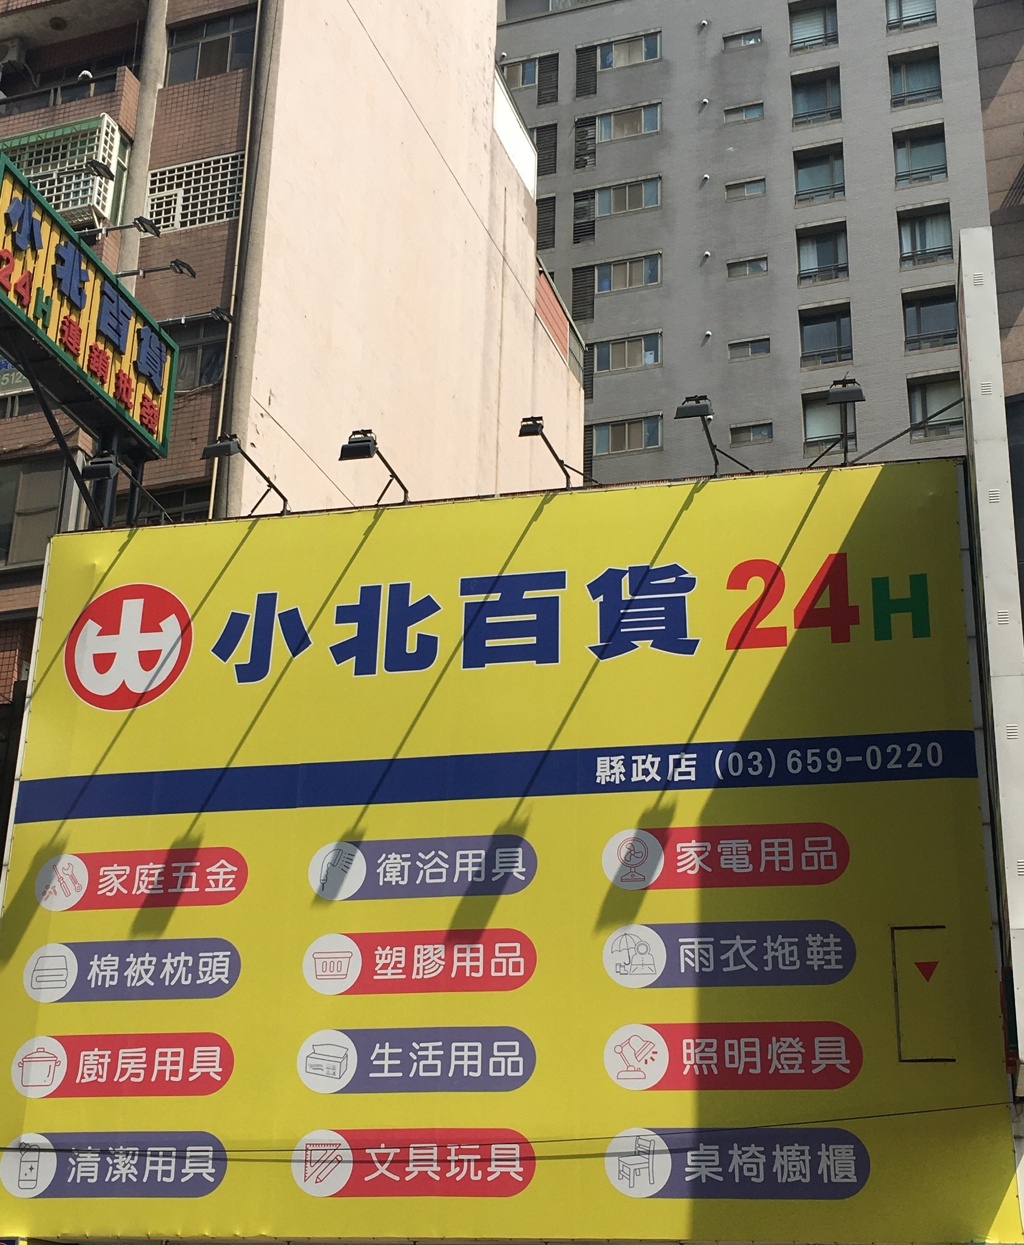 小北百貨
24H 連鎖批發
512-
小北百貨 24H
縣政店 (03) 659-0220
家庭五金 衛浴用具 家電用品
棉被枕頭 塑膠用品 雨衣拖鞋
廚房用具 生活用品 照明燈具
清潔用具 文具玩具 桌椅櫥櫃